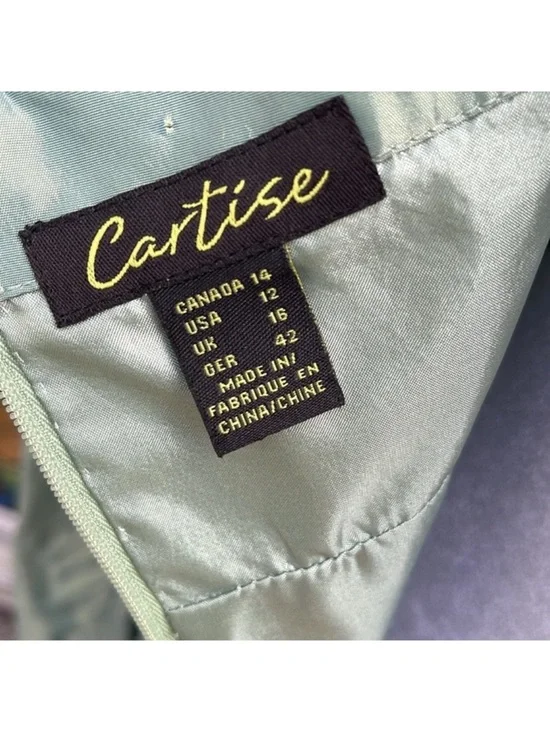 Cartise
CANADA 14
USA 12
UK 16
GER 42
MADE IN/
FABRIQUE EN
CHINA/CHINE